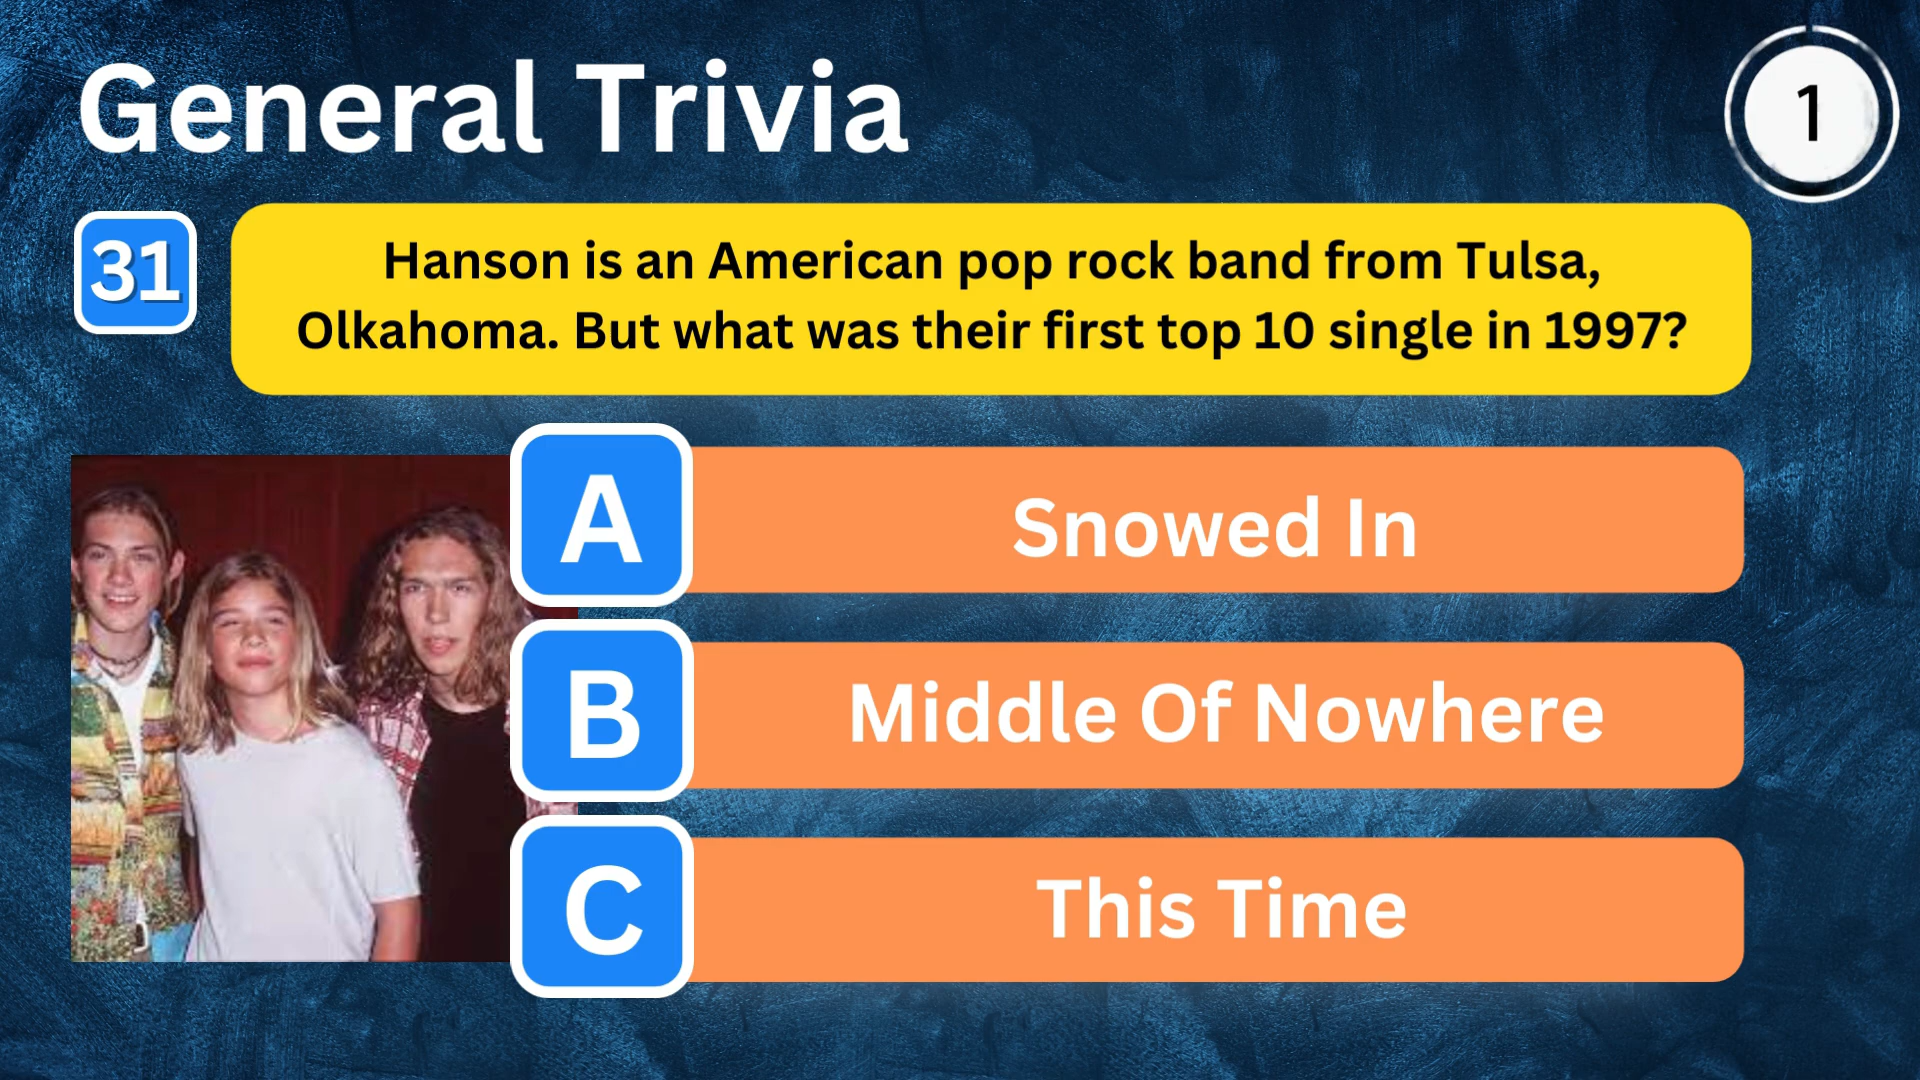 General Trivia
1
31
Hanson is an American pop rock band from Tulsa,
Olkahoma. But what was their first top 10 single in 1997?
A
Snowed In
B
Middle Of Nowhere
C
This Time